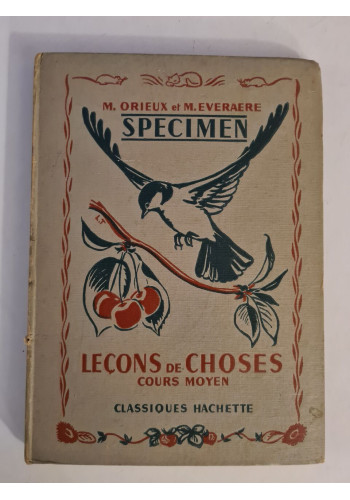 M. ORIEUX et M. EVERAERE
SPECIMEN
LEÇONS DE CHOSES
COURS MOYEN
CLASSIQUES HACHETTE